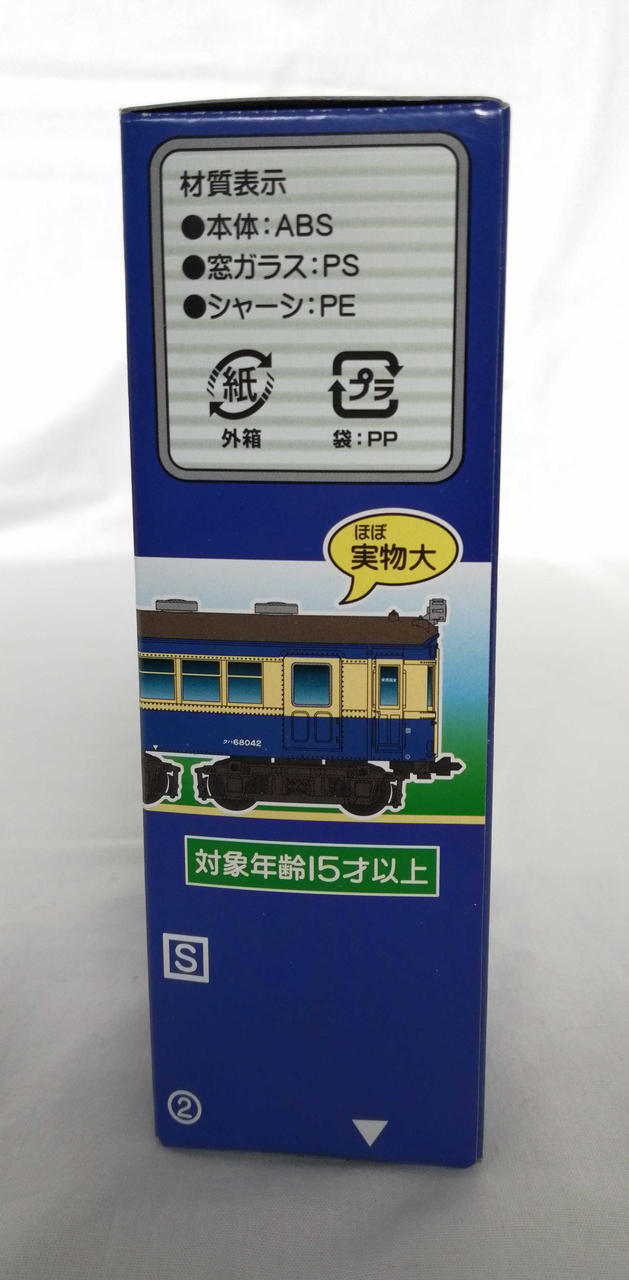 材質表示
●本体：ABS
●窓ガラス：PS
●シャーシ：PE
紙
プラ
外箱
袋：PP
ほぼ
実物大
クハ68042
対象年齢15才以上
S
②